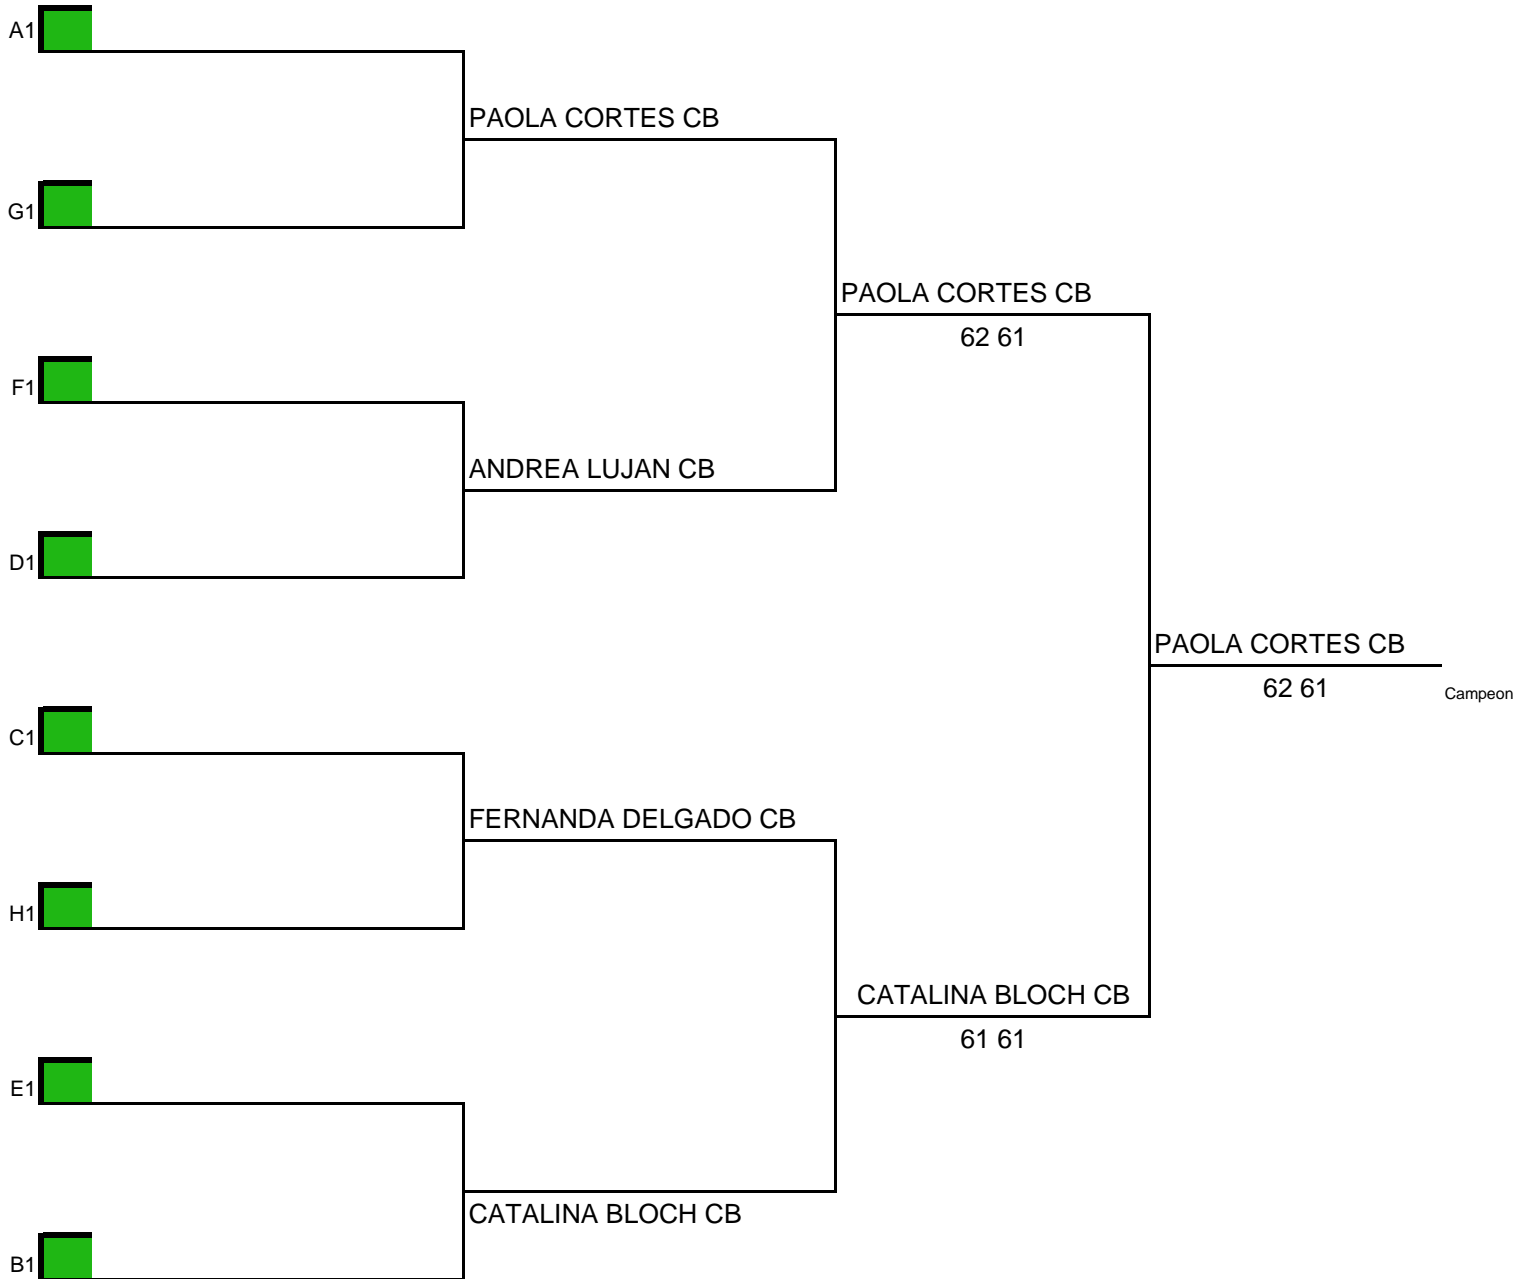 A1
PAOLA CORTES CB
G1
PAOLA CORTES CB
62 61
F1
ANDREA LUJAN CB
D1
PAOLA CORTES CB
62 61
Campeon
C1
FERNANDA DELGADO CB
H1
CATALINA BLOCH CB
61 61
E1
CATALINA BLOCH CB
B1